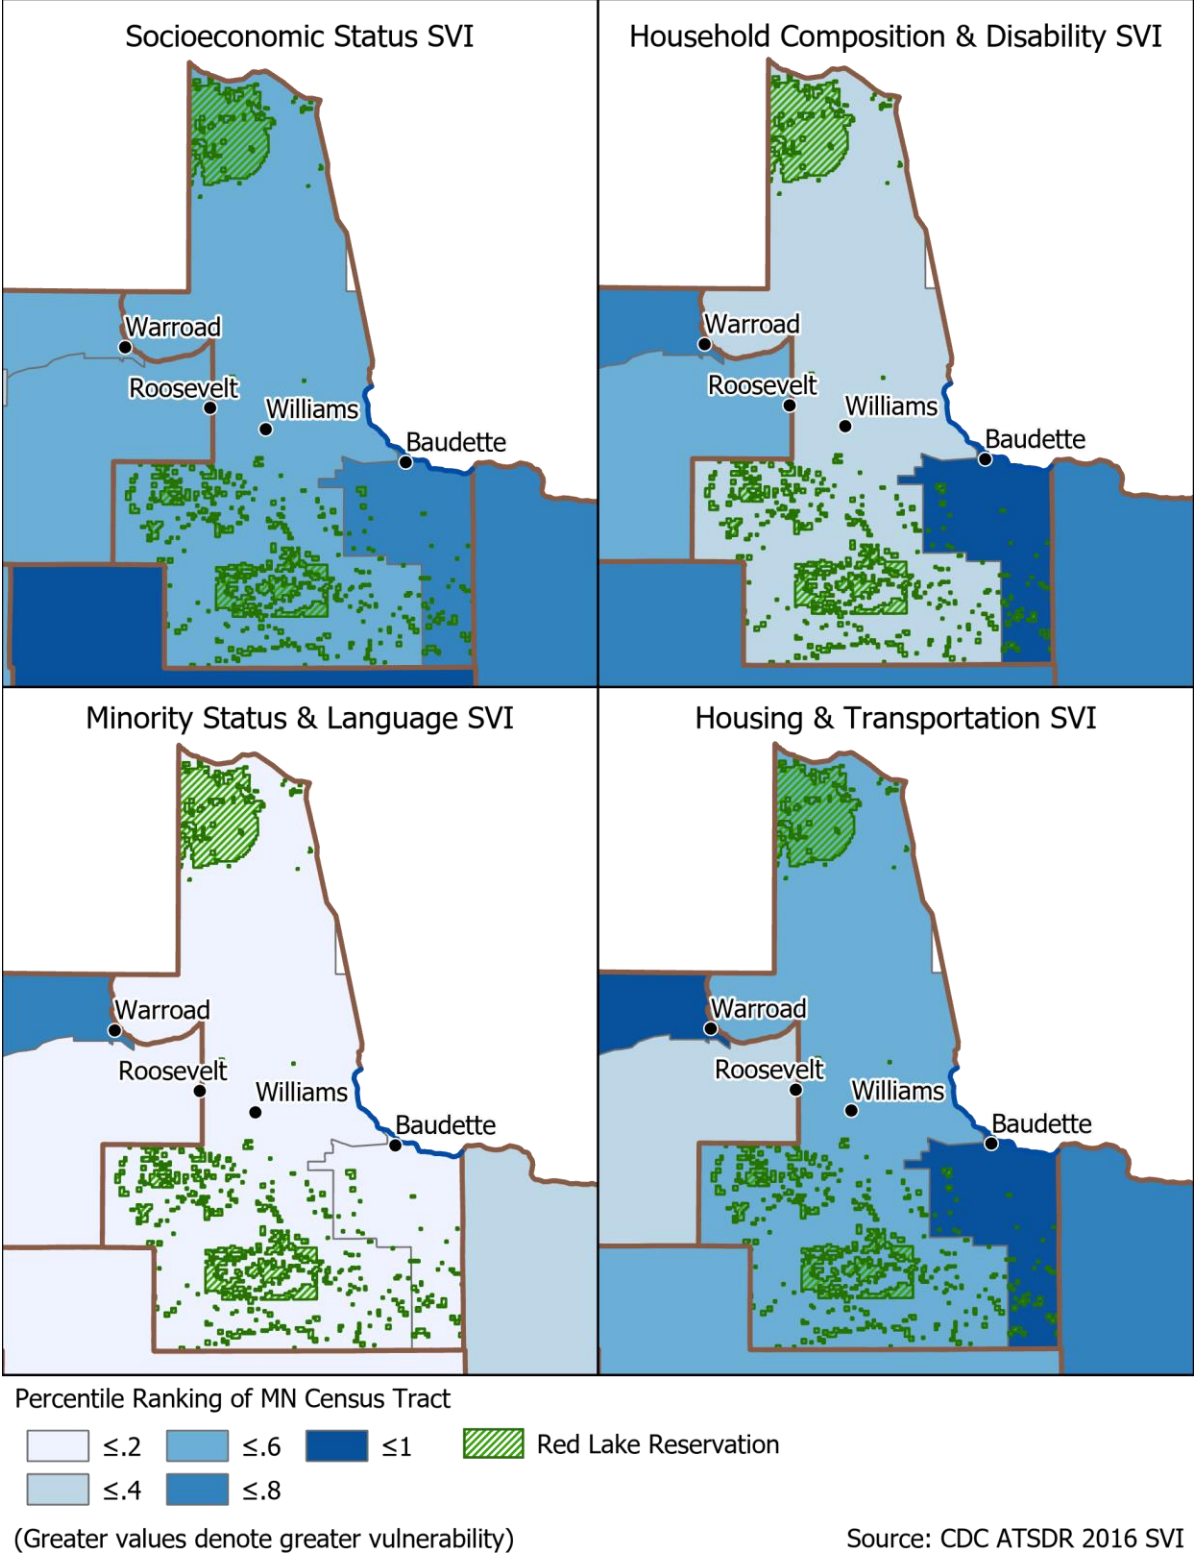 Socioeconomic Status SVI
Household Composition & Disability SVI
Warroad
Roosevelt
Williams
Baudette
Warroad
Roosevelt
Williams
Baudette
Minority Status & Language SVI
Housing & Transportation SVI
Warroad
Roosevelt
Williams
Baudette
Warroad
Roosevelt
Williams
Baudette
Percentile Ranking of MN Census Tract
≤.2
≤.6
≤1
Red Lake Reservation
≤.4
≤.8
(Greater values denote greater vulnerability)
Source: CDC ATSDR 2016 SVI